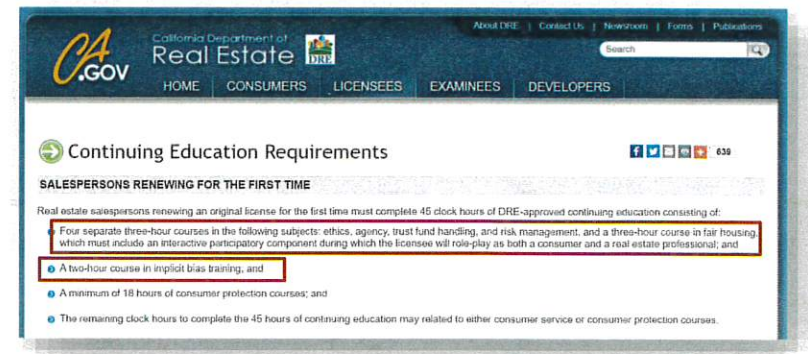 About DRE | Contact Us | Newsroom | Forms | Publications
CA
.GOV
California Department of
Real Estate
DRE
Search
HOME CONSUMERS LICENSEES EXAMINEES DEVELOPERS
Continuing Education Requirements
639
SALESPERSONS RENEWING FOR THE FIRST TIME
Real estate salespersons renewing an original license for the first time must complete 45 clock hours of DRE-approved continuing education consisting of:
Four separate three-hour courses in the following subjects: ethics, agency, trust fund handling, and risk management, and a three-hour course in fair housing,
which must include an interactive participatory component during which the licensee will role-play as both a consumer and a real estate professional; and
A two-hour course in implicit bias training, and
A minimum of 18 hours of consumer protection courses; and
The remaining clock hours to complete the 45 hours of continuing education may related to either consumer service or consumer protection courses.